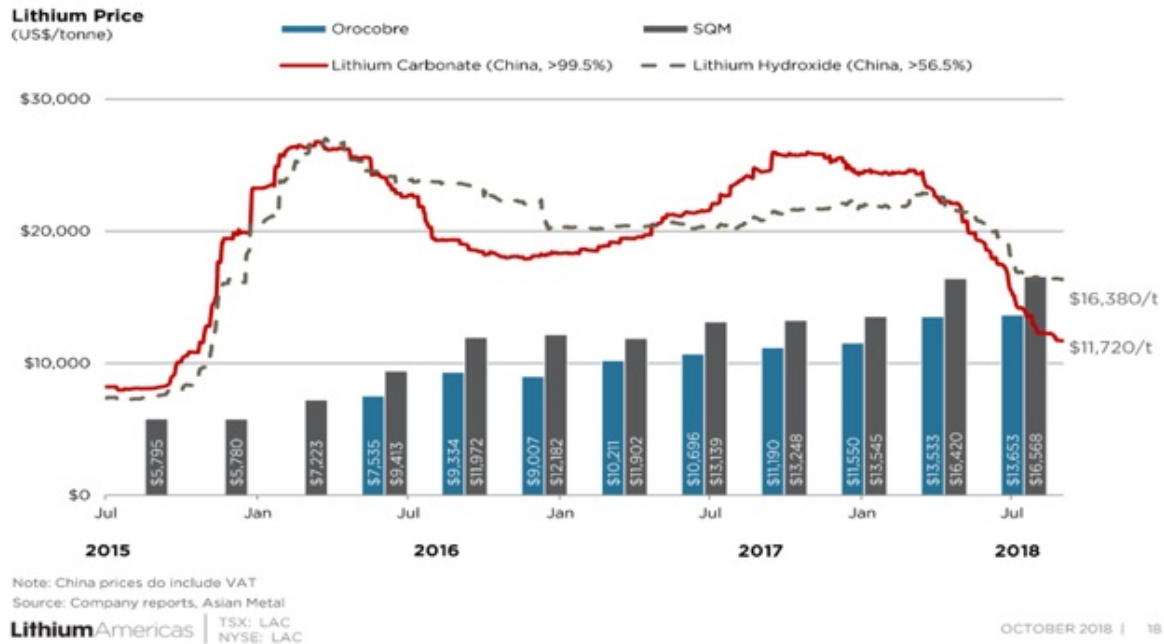 Lithium Price
(US$/tonne)
Orocobre
SQM
Lithium Carbonate (China, >99.5%)
Lithium Hydroxide (China, >56.5%)
$30,000
$20,000
$10,000
$0
$16,380/t
$11,720/t
$5,795
$5,780
$7,223
$7,535
$9,413
$9,334
$11,972
$9,007
$12,182
$10,211
$11,902
$10,696
$13,139
$11,190
$13,248
$11,550
$13,545
$13,533
$16,420
$13,653
$16,568
Jul Jan Jul Jan Jul Jan Jul
2015 2016 2017 2018
Note: China prices do include VAT
Source: Company reports, Asian Metal
LithiumAmericas | TSX: LAC
NYSE: LAC
OCTOBER 2018 | 18